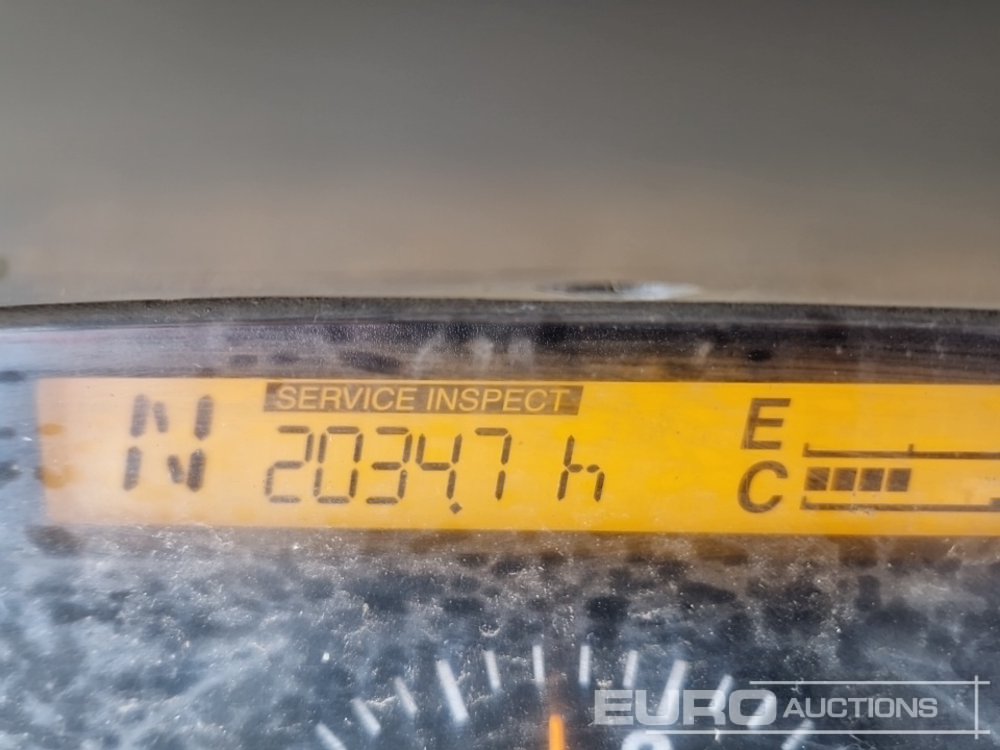 SERVICE INSPECT
N 2034.7 h
E
C
EURO AUCTIONS